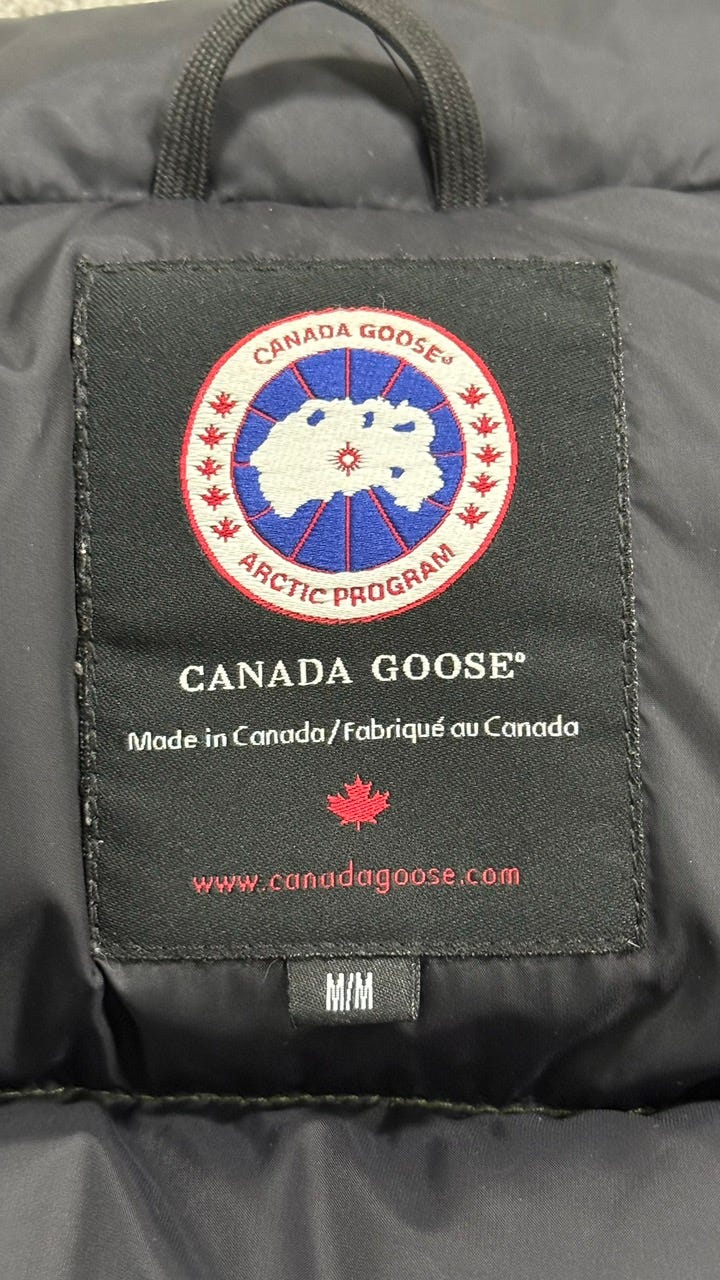 CANADA GOOSE®
ARCTIC PROGRAM
CANADA GOOSE®
Made in Canada/Fabriqué au Canada
www.canadagoose.com
M/M